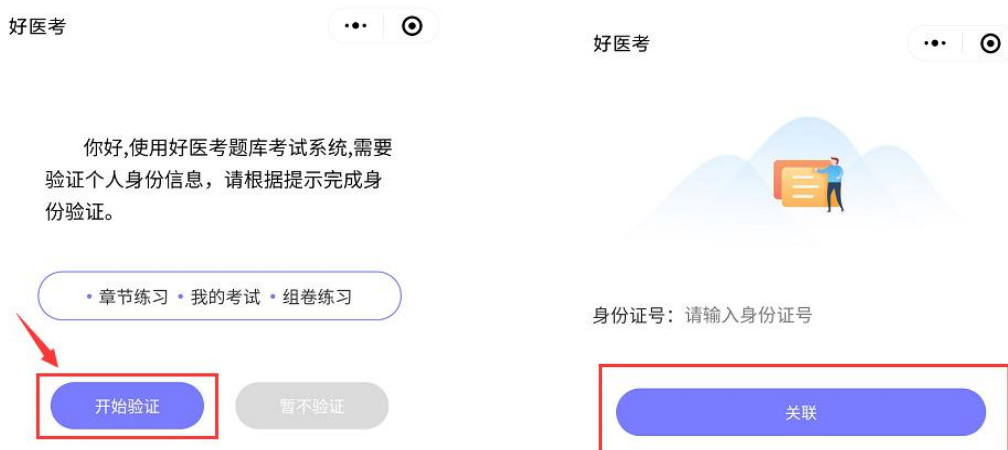 好医考
你好,使用好医考题库考试系统,需要
验证个人身份信息，请根据提示完成身
份验证。
• 章节练习 • 我的考试 • 组卷练习
开始验证
暂不验证
好医考
身份证号：请输入身份证号
关联